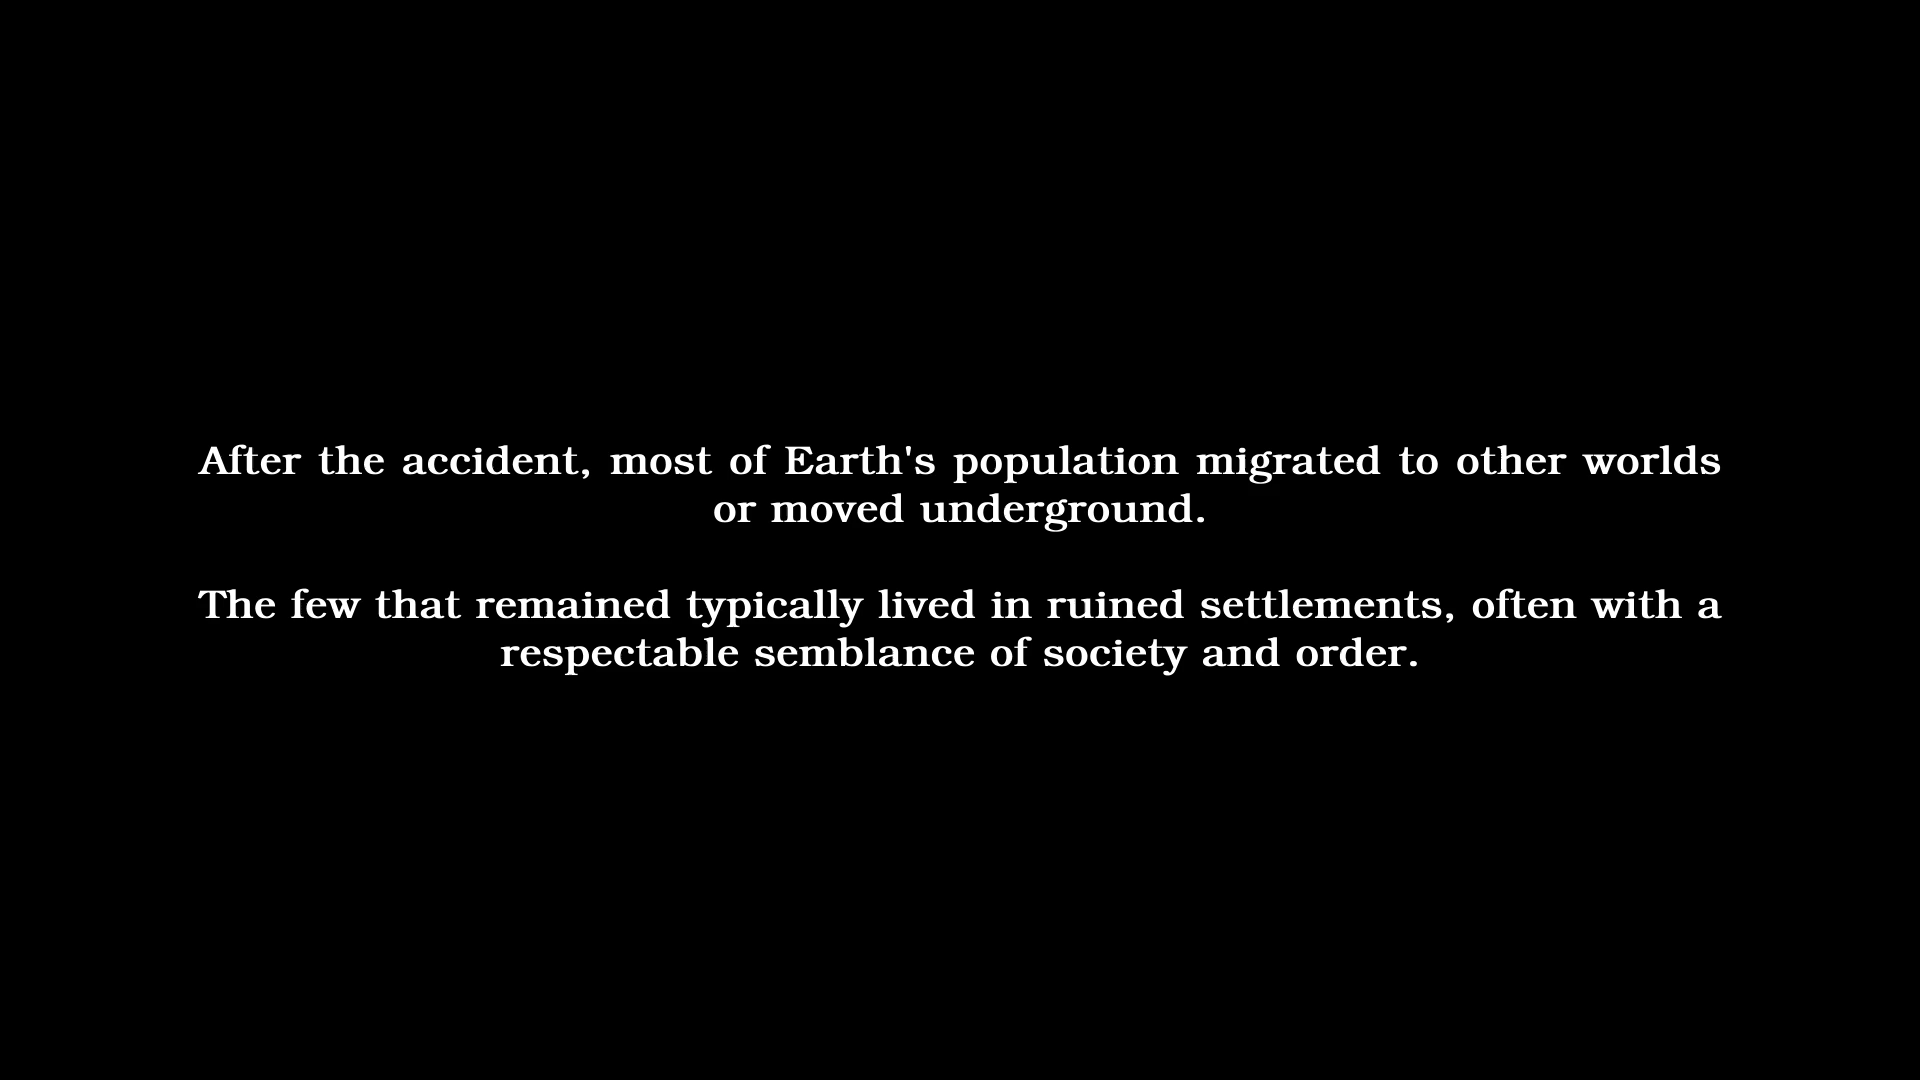 After the accident, most of Earth's population migrated to other worlds
or moved underground.
The few that remained typically lived in ruined settlements, often with a
respectable semblance of society and order.